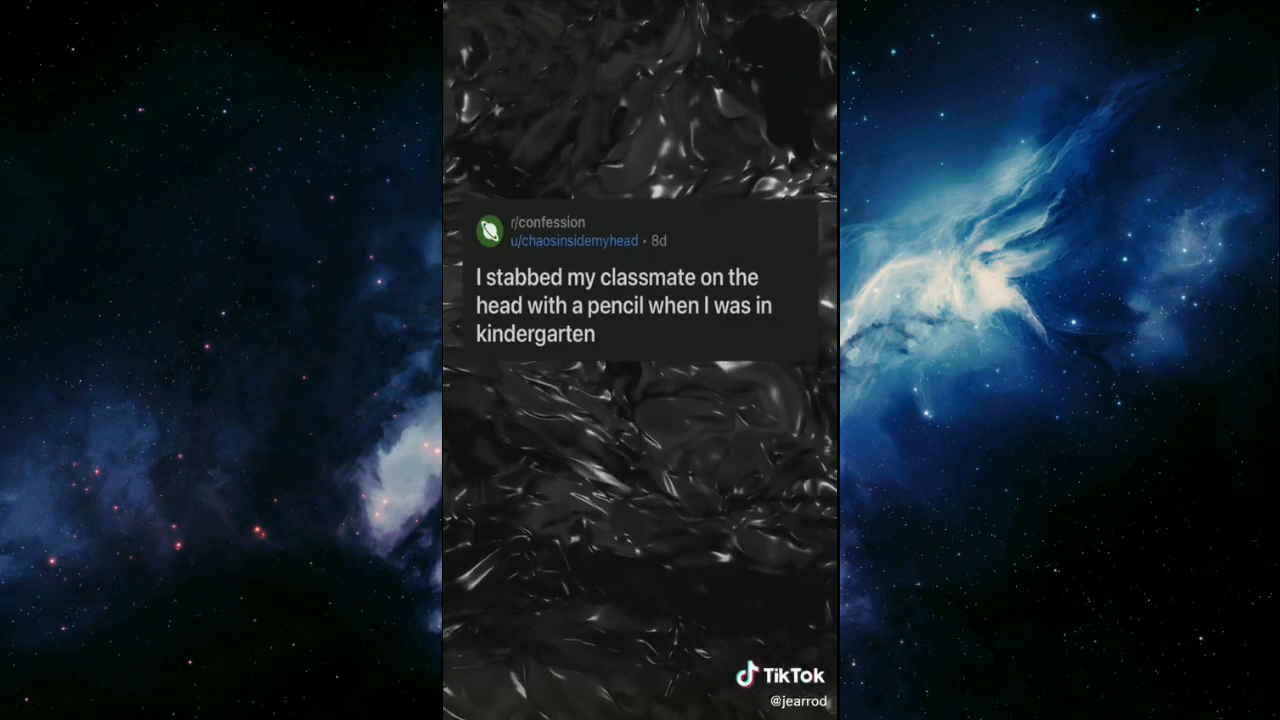 r/confession
u/chaosinsidemyhead • 8d
I stabbed my classmate on the
head with a pencil when I was in
kindergarten
TikTok
@jearrod